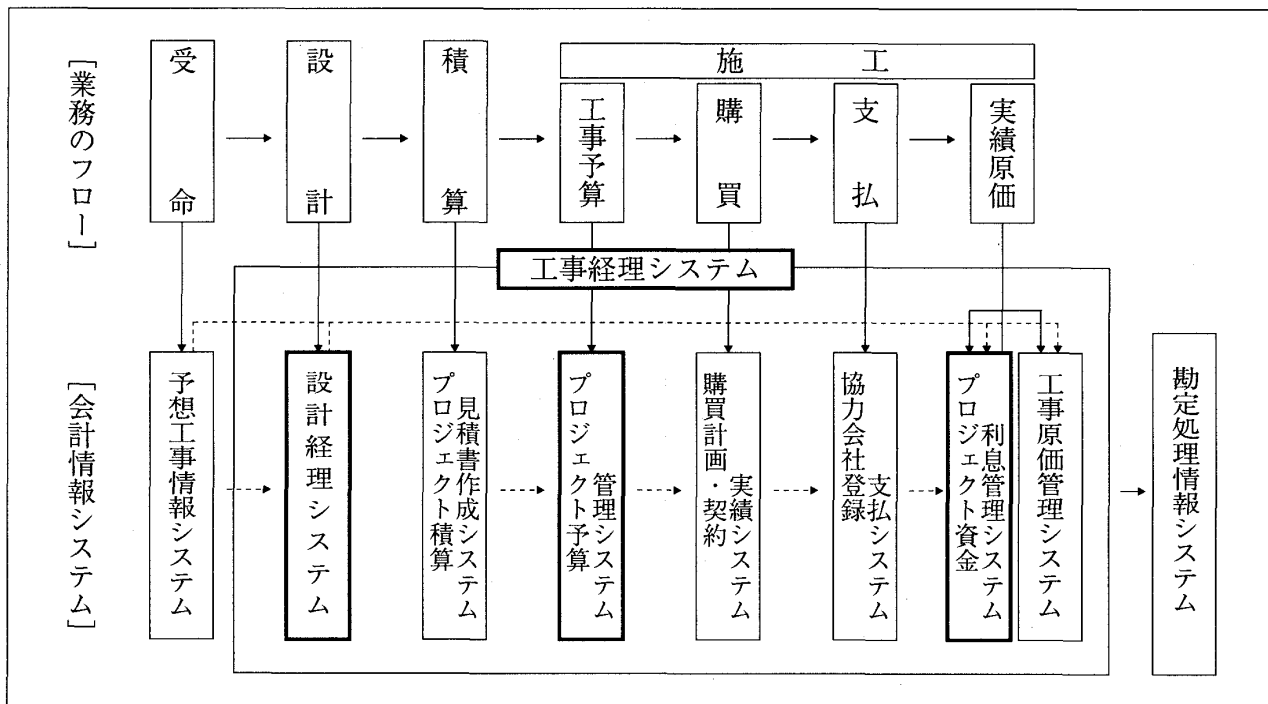 [業務のフロー]
受命
設計
積算
施工
工事予算
購買
支払
実績原価
工事経理システム
[会計情報システム]
予想工事情報システム
設計経理システム
プロジェクト積算
見積書作成システム
プロジェクト予算
管理システム
購買計画・契約
実績システム
協力会社登録
支払システム
プロジェクト資金
利息管理システム
工事原価管理システム
勘定処理情報システム